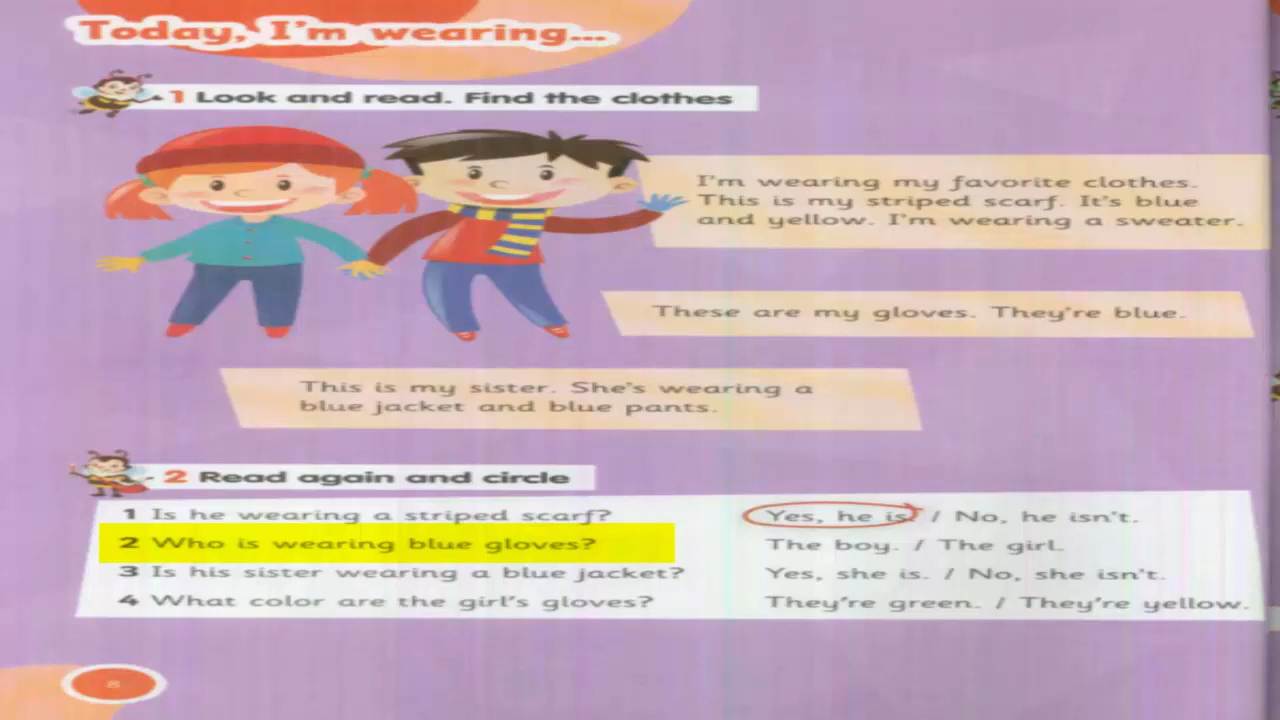 Today, I'm wearing...
1 Look and read. Find the clothes
I'm wearing my favorite clothes.
This is my striped scarf. It's blue
and yellow. I'm wearing a sweater.
These are my gloves. They're blue.
This is my sister. She's wearing a
blue jacket and blue pants.
2 Read again and circle
1 Is he wearing a striped scarf? Yes, he is. / No, he isn't.
2 Who is wearing blue gloves? The boy. / The girl.
3 Is his sister wearing a blue jacket? Yes, she is. / No, she isn't.
4 What color are the girl's gloves? They're green. / They're yellow.